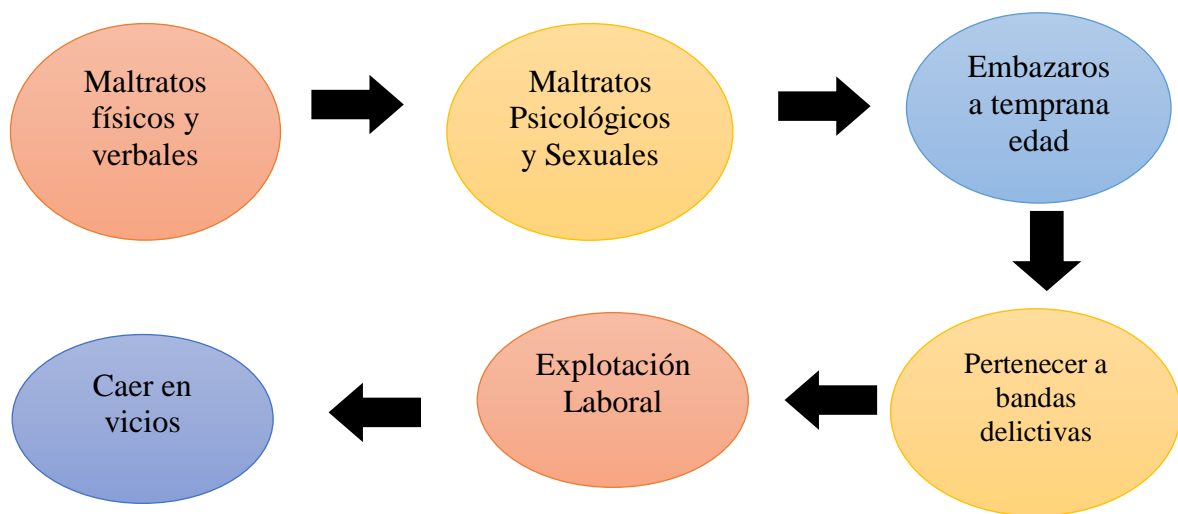 Maltratos
físicos y
verbales
Maltratos
Psicológicos
y Sexuales
Embazaros
a temprana
edad
Pertenecer a
bandas
delictivas
Explotación
Laboral
Caer en
vicios